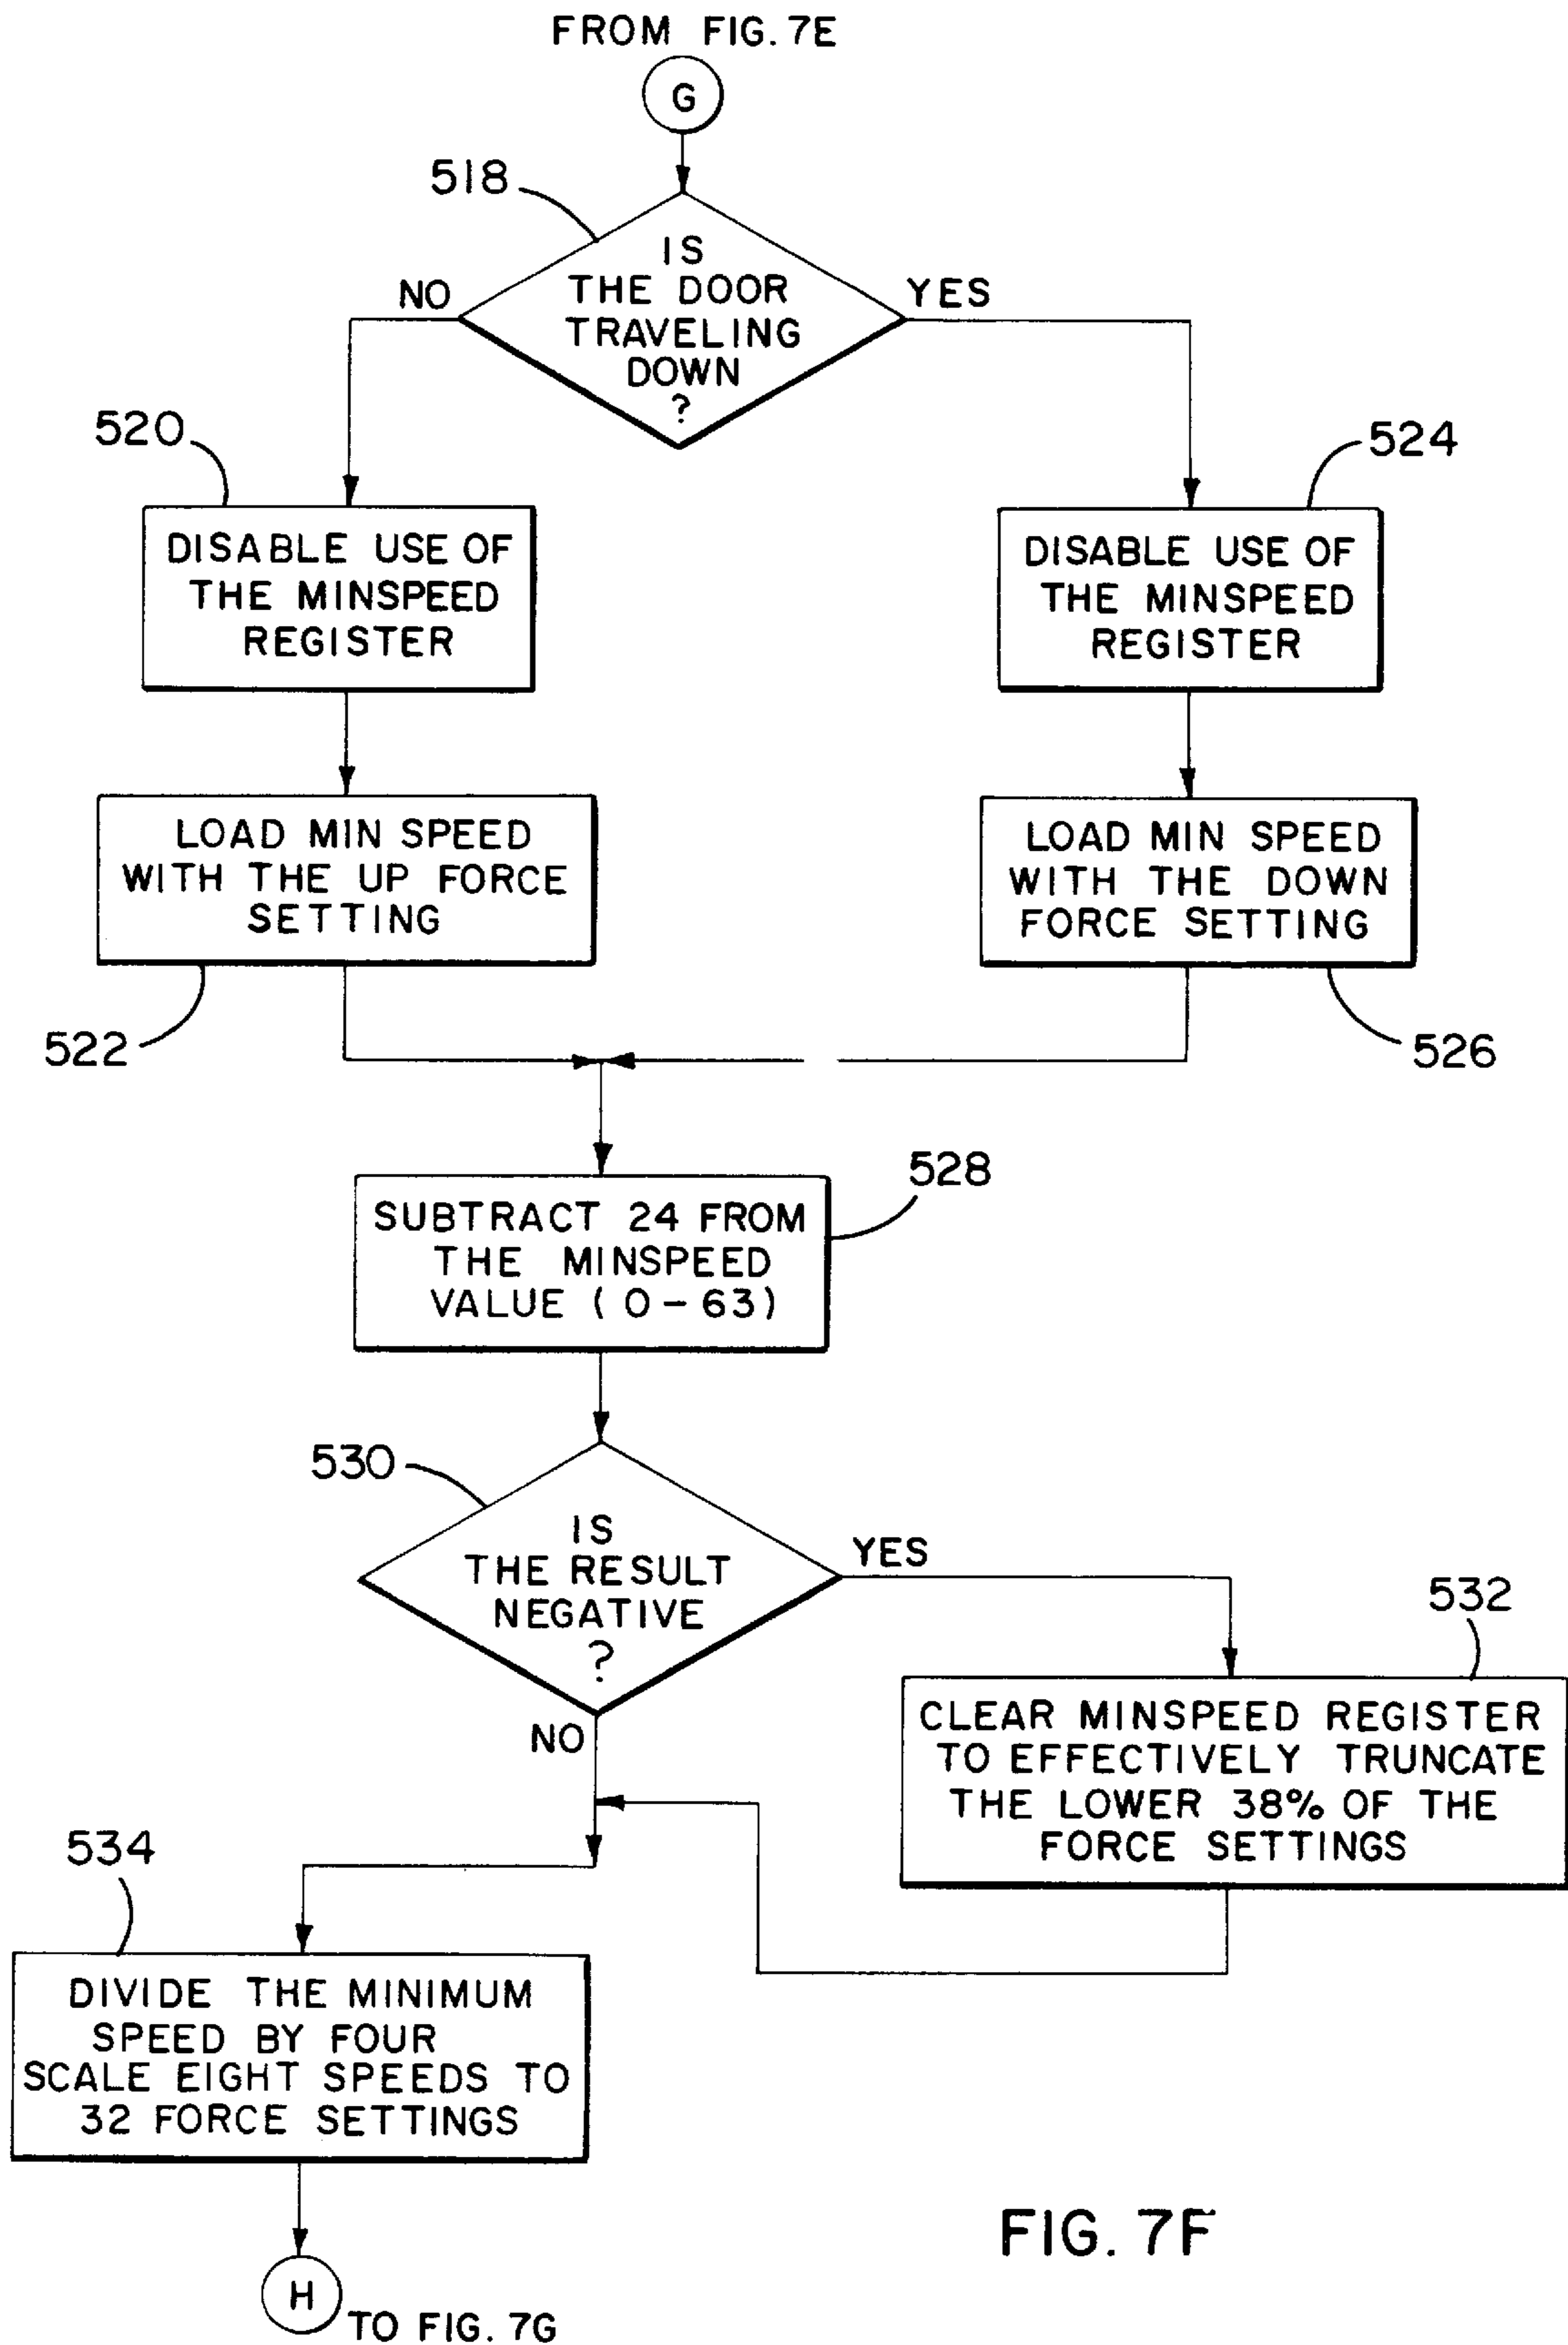 FROM FIG. 7E
G
518
IS
THE DOOR
TRAVELING
DOWN
?
NO
YES
520
524
DISABLE USE OF
THE MINSPEED
REGISTER
DISABLE USE OF
THE MINSPEED
REGISTER
LOAD MIN SPEED
WITH THE UP FORCE
SETTING
LOAD MIN SPEED
WITH THE DOWN
FORCE SETTING
522
526
528
SUBTRACT 24 FROM
THE MINSPEED
VALUE (0-63)
530
IS
THE RESULT
NEGATIVE
?
YES
NO
532
CLEAR MINSPEED REGISTER
TO EFFECTIVELY TRUNCATE
THE LOWER 38% OF THE
FORCE SETTINGS
534
DIVIDE THE MINIMUM
SPEED BY FOUR
SCALE EIGHT SPEEDS TO
32 FORCE SETTINGS
H
TO FIG. 7G
FIG. 7F